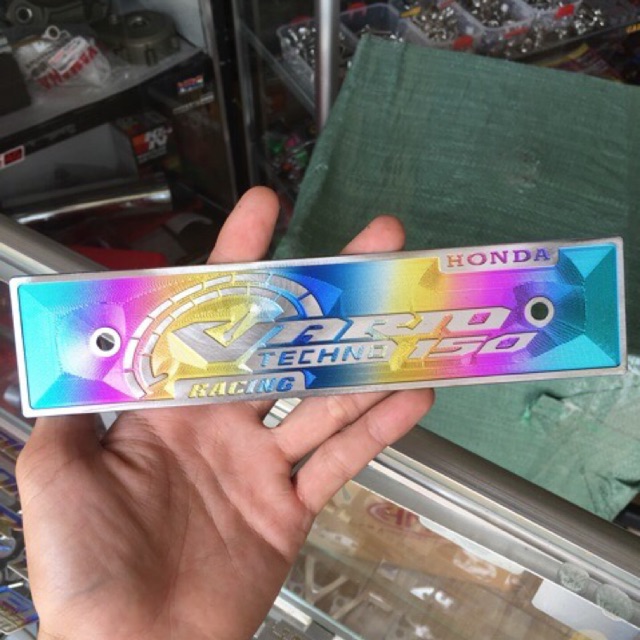 HONDA
VARIO
TECHNO 150
RACING